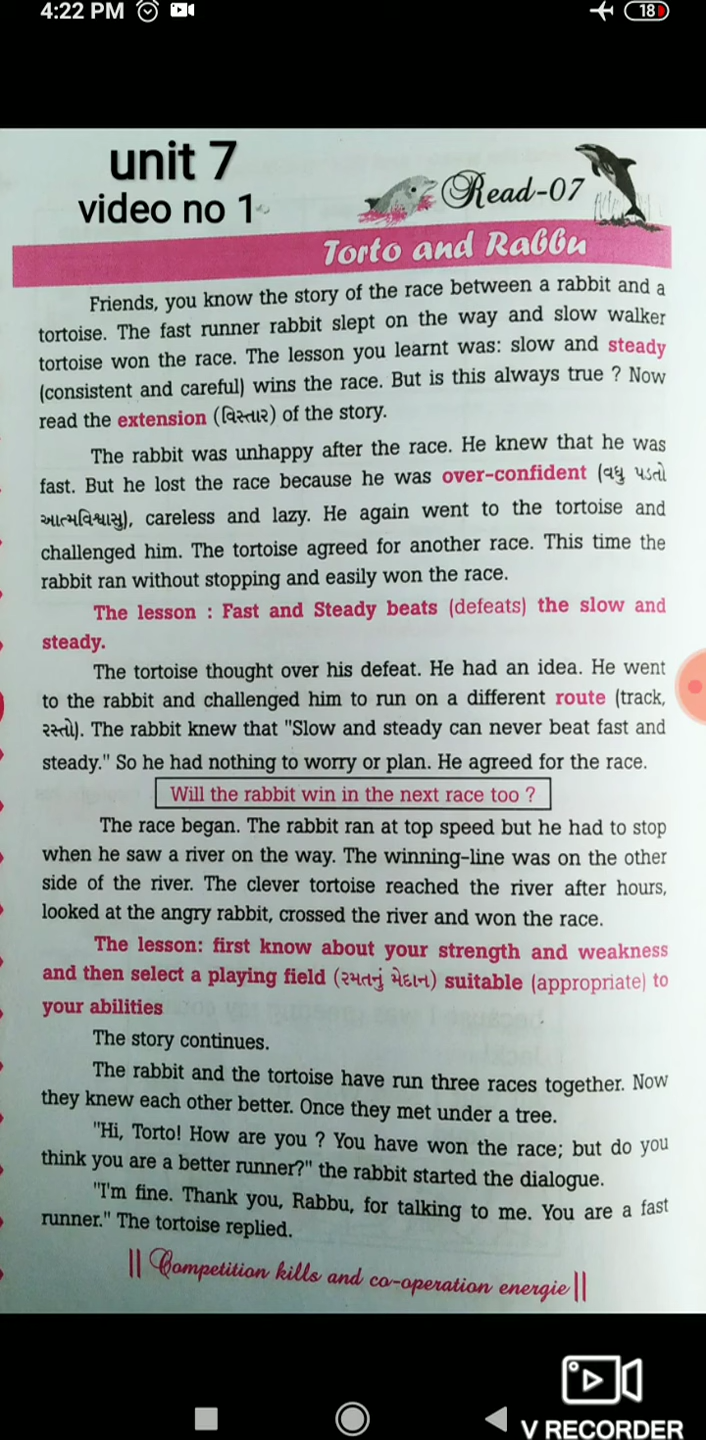 4:22 PM
18
unit 7
video no 1
Read-07
Torto and Rabbu
Friends, you know the story of the race between a rabbit and a
tortoise. The fast runner rabbit slept on the way and slow walker
tortoise won the race. The lesson you learnt was: slow and steady
(consistent and careful) wins the race. But is this always true ? Now
read the extension (વિસ્તાર) of the story.
The rabbit was unhappy after the race. He knew that he was
fast. But he lost the race because he was over-confident (વધુ પડતો
આત્મવિશ્વાસુ), careless and lazy. He again went to the tortoise and
challenged him. The tortoise agreed for another race. This time the
rabbit ran without stopping and easily won the race.
The lesson : Fast and Steady beats (defeats) the slow and
steady.
The tortoise thought over his defeat. He had an idea. He went
to the rabbit and challenged him to run on a different route (track,
રસ્તો). The rabbit knew that "Slow and steady can never beat fast and
steady." So he had nothing to worry or plan. He agreed for the race.
Will the rabbit win in the next race too ?
The race began. The rabbit ran at top speed but he had to stop
when he saw a river on the way. The winning-line was on the other
side of the river. The clever tortoise reached the river after hours,
looked at the angry rabbit, crossed the river and won the race.
The lesson: first know about your strength and weakness
and then select a playing field (રમતનું મેદાન) suitable (appropriate) to
your abilities
The story continues.
The rabbit and the tortoise have run three races together. Now
they knew each other better. Once they met under a tree.
"Hi, Torto! How are you ? You have won the race; but do you
think you are a better runner?" the rabbit started the dialogue.
"I'm fine. Thank you, Rabbu, for talking to me. You are a fast
runner." The tortoise replied.
|| Competition kills and co-operation energie ||
V RECORDER